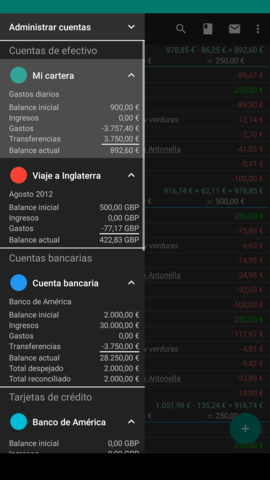 Administrar cuentas
Cuentas de efectivo
Mi cartera
Gastos diarios
Balance inicial 900,00 €
Ingresos 0,00 €
Gastos -3.757,40 €
Transferencias 3.750,00 €
Balance actual 892,60 €
Viaje a Inglaterra
Agosto 2012
Balance inicial 500,00 GBP
Ingresos 0,00 GBP
Gastos -77,17 GBP
Balance actual 422,83 GBP
Cuentas bancarias
Cuenta bancaria
Banco de América
Balance inicial 2.000,00 €
Ingresos 30.000,00 €
Gastos 0,00 €
Transferencias -3.750,00 €
Balance actual 28.250,00 €
Total despejado 2.000,00 €
Total reconciliado 2.000,00 €
Tarjetas de crédito
Banco de América
Balance inicial 0,00 GBP
Ingresos 0,00 GBP
978,85 € - 86,25 € = 892,60 €
€ ⇌ 250,00 €
-89,67 €
250,00 €
-89,50 €
y verduras -12,14 €
-2,70 €
Antonella -41,83 €
-0,41 €
-100,00 €
916,74 € + 62,11 € = 978,85 €
€ ⇌ 500,00 €
250,00 €
-75,89 €
-4,63 €
-14,95 €
Antonella -24,95 €
-32,68 €
-100,00 €
250,00 €
-117,67 €
y verduras -4,81 €
-9,42 €
Antonella -33,89 €
-19,00 €
1.051,98 € - 135,24 € = 916,74 €
€ ⇌ 250,00